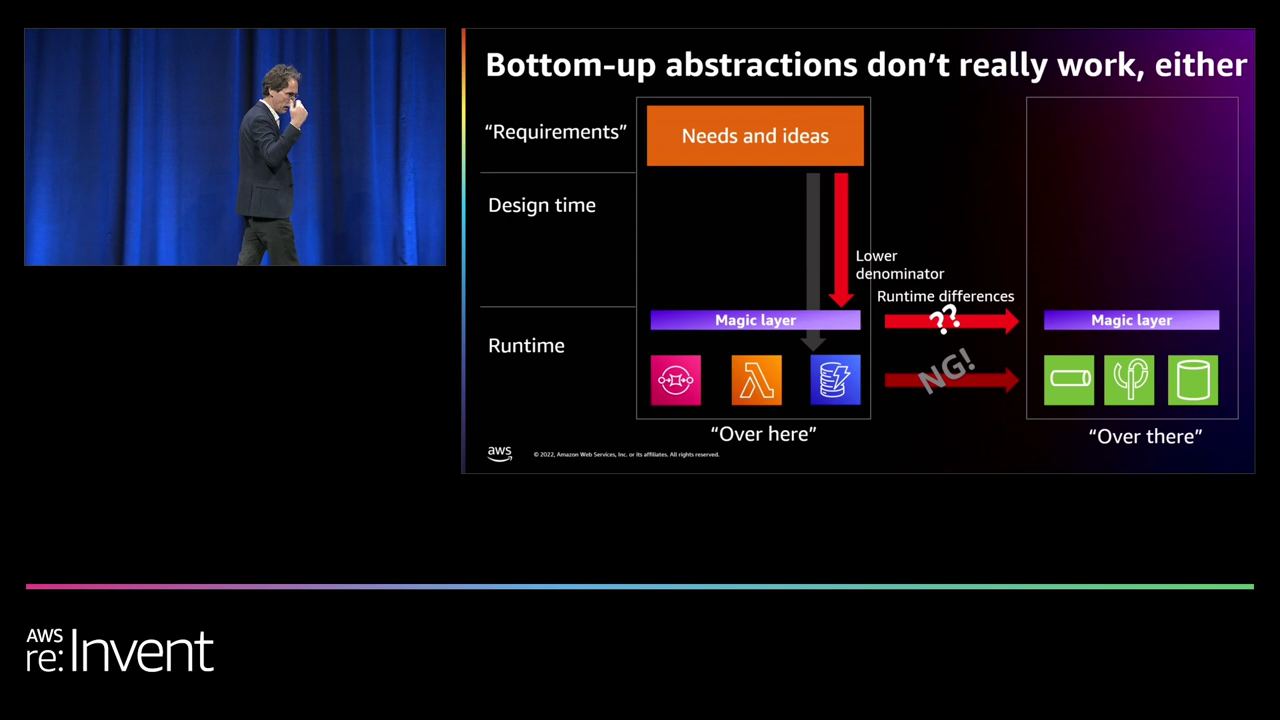 Bottom-up abstractions don't really work, either
“Requirements”
Needs and ideas
Design time
Lower
denominator
Runtime differences
Magic layer
??
Magic layer
Runtime
NG!
“Over here”
“Over there”
aws
© 2022, Amazon Web Services, Inc. or its affiliates. All rights reserved.
AWS
re:Invent